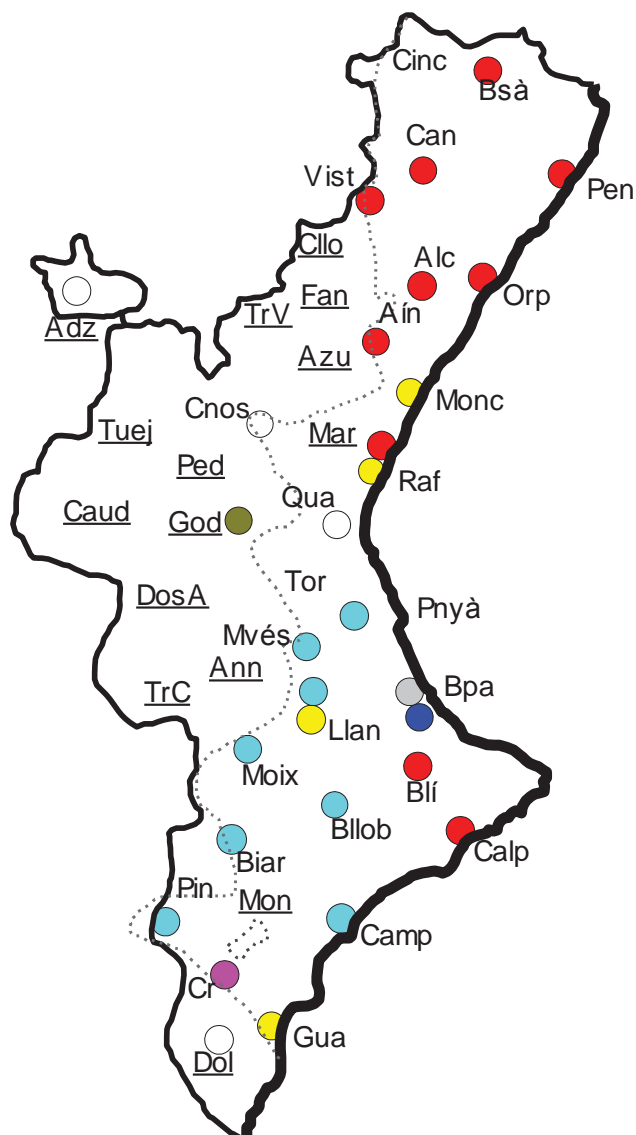 Cinc
Bsà
Can
Vist
Pen
Cllo
Alc
Fan
Orp
TrV
Aín
Adz
Azu
Monc
Cnos
Tuej
Mar
Ped
Raf
Qua
Caud
God
Tor
DosA
Pnyà
Mvés
Ann
Bpa
TrC
Llan
Moix
Blí
Bllob
Calp
Biar
Pin
Mon
Camp
Cr
Gua
Dol